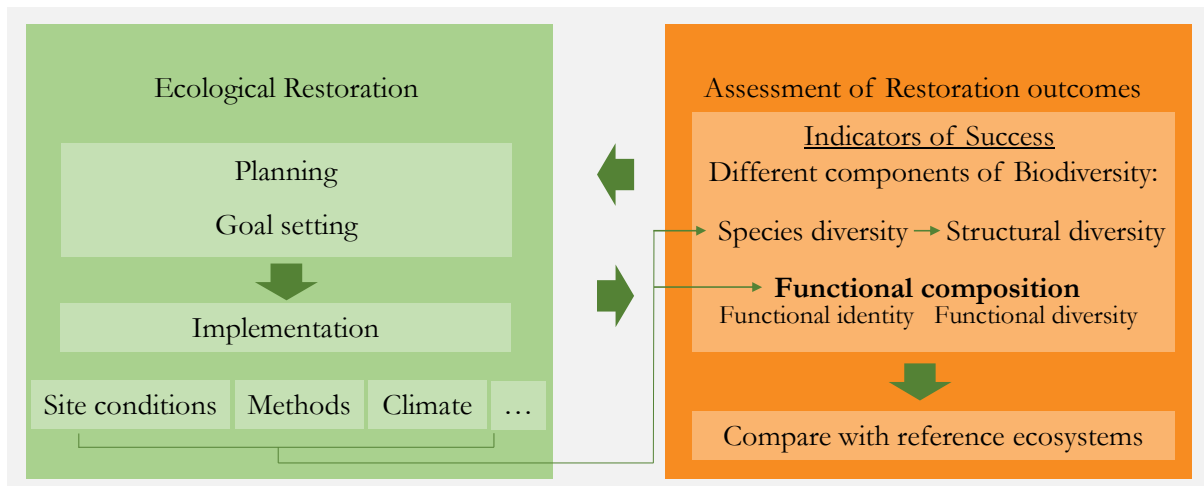 Ecological Restoration
Planning
Goal setting
Implementation
Site conditions
Methods
Climate
…
Assessment of Restoration outcomes
Indicators of Success
Different components of Biodiversity:
Species diversity
Structural diversity
Functional composition
Functional identity
Functional diversity
Compare with reference ecosystems